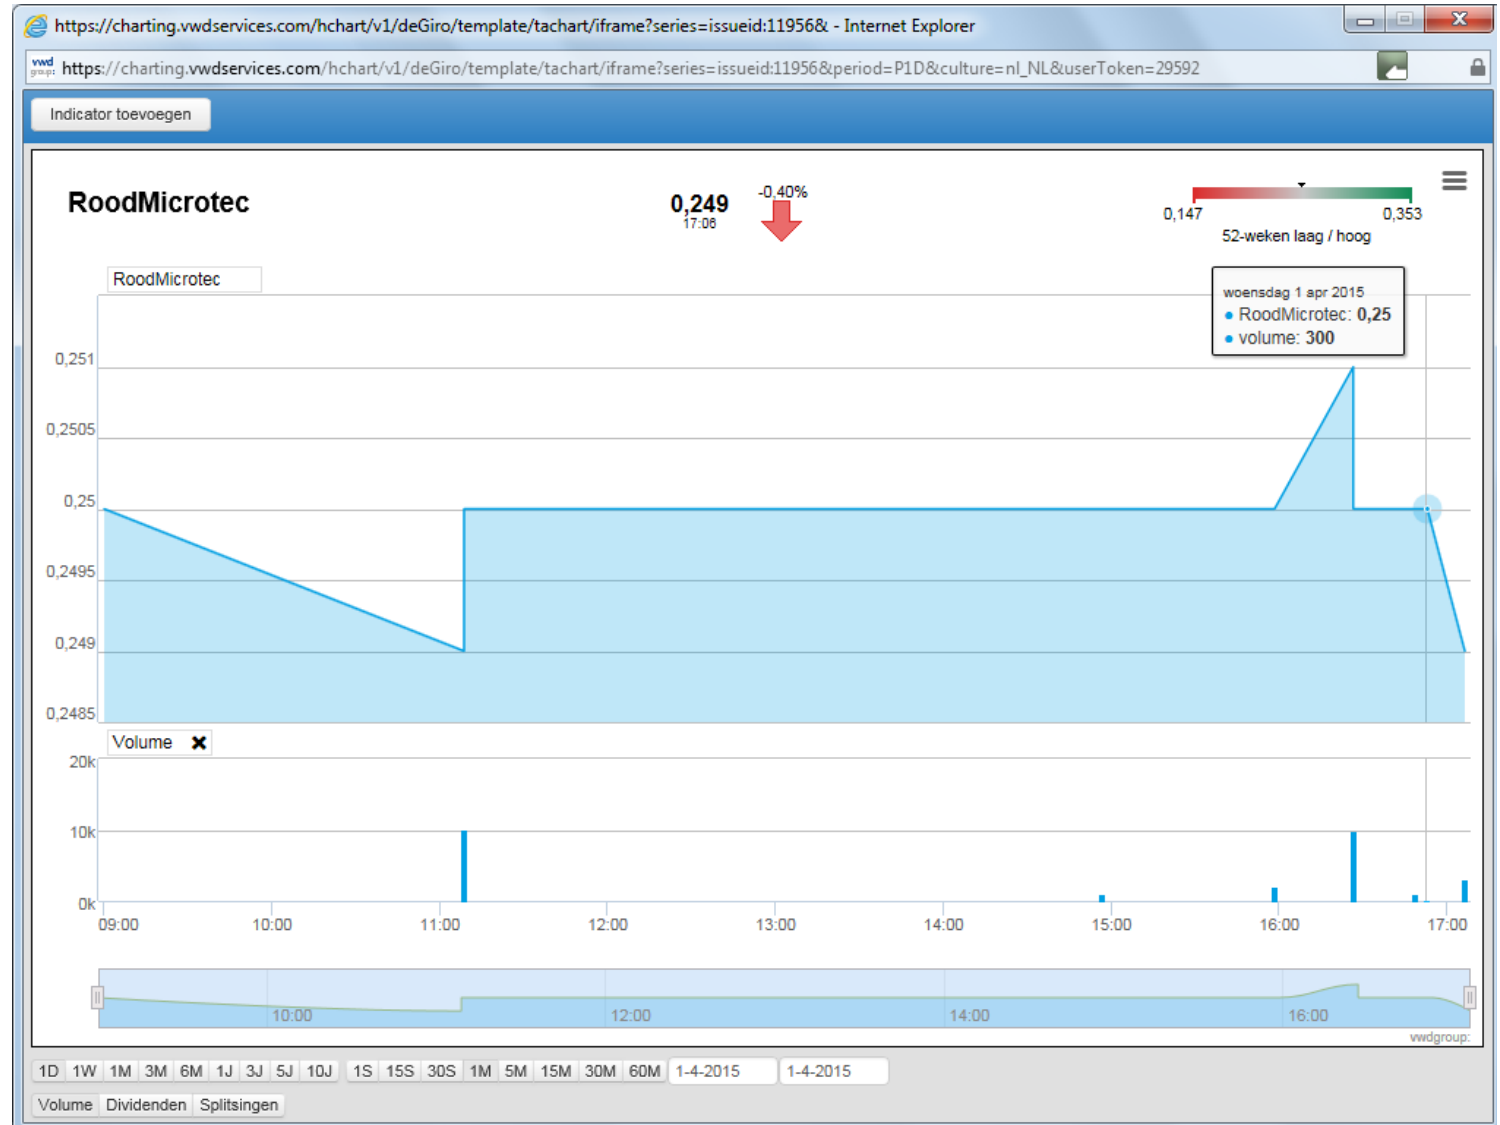 https://charting.vwdservices.com/hchart/v1/deGiro/template/tachart/iframe?series=issueid:11956& - Internet Explorer
vwd group: https://charting.vwdservices.com/hchart/v1/deGiro/template/tachart/iframe?series=issueid:11956&period=P1D&culture=nl_NL&userToken=29592
Indicator toevoegen
RoodMicrotec
0,249
17:06
-0,40%
0,147 0,353
52-weken laag / hoog
RoodMicrotec
woensdag 1 apr 2015
● RoodMicrotec: 0,25
● volume: 300
0,251
0,2505
0,25
0,2495
0,249
0,2485
Volume ✖
20k
10k
0k
09:00 10:00 11:00 12:00 13:00 14:00 15:00 16:00 17:00
10:00 12:00 14:00 16:00
vwdgroup:
1D 1W 1M 3M 6M 1J 3J 5J 10J 1S 15S 30S 1M 5M 15M 30M 60M 1-4-2015 1-4-2015
Volume Dividenden Splitsingen